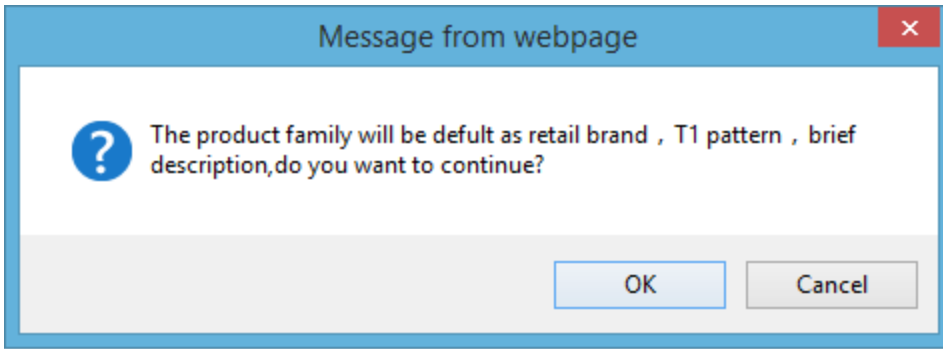 Message from webpage
The product family will be defult as retail brand , T1 pattern , brief
description,do you want to continue?
OK
Cancel